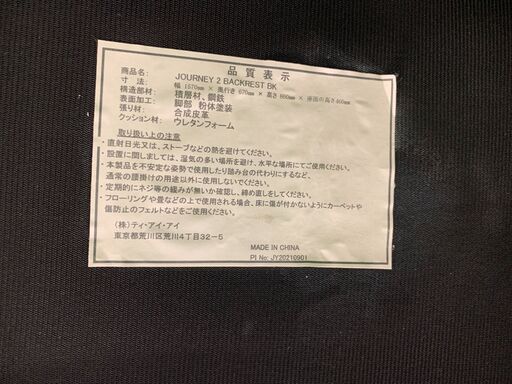 品質表示
商品名: JOURNEY 2 BACKREST BK
寸法: 幅 1570mm × 奥行き 670mm × 高さ 800mm × 座面の高さ460mm
構造部材: 積層材、鋼鉄
表面加工: 脚部 粉体塗装
張り材: 合成皮革
クッション材: ウレタンフォーム
取り扱い上の注意
・直射日光又は、ストーブなどの熱を避けてください。
・設置に関しましては、湿気の多い場所を避け、水平な場所にてご使用ください。
・本製品を不安定な姿勢で使用したり踏み台の代わりにするなど、
通常の腰掛けの用途以外に使用しないでください。
・定期的にネジ等の緩みが無いか確認し、締め直しをしてください。
・フローリングや畳などの上で使用される場合、床に傷が付かないようにカーペットや
傷防止のフェルトなどをご使用ください。
(株)ティ・アイ・アイ
東京都荒川区荒川4丁目32-5
MADE IN CHINA
PI No: JY20210901